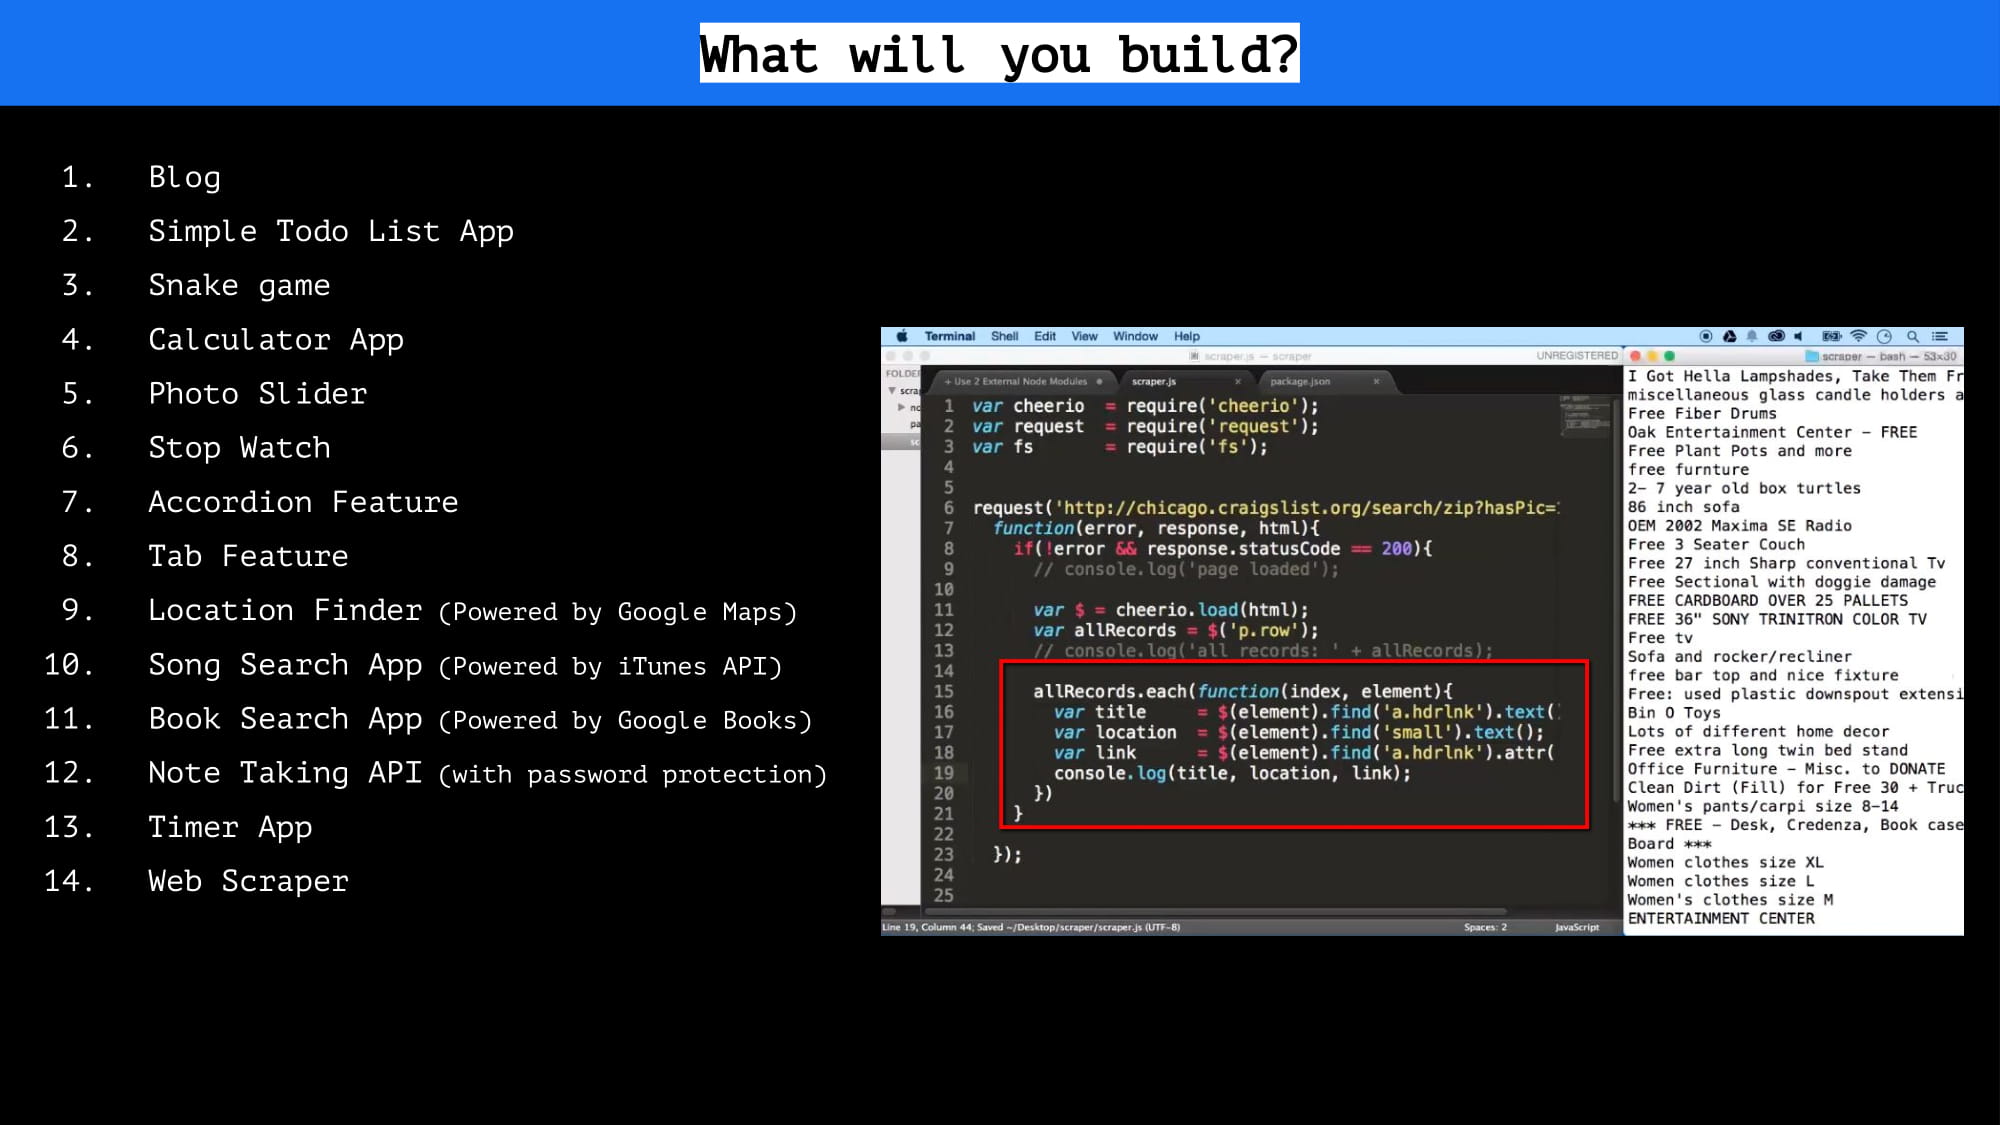 What will you build?
1. Blog
2. Simple Todo List App
3. Snake game
4. Calculator App
5. Photo Slider
6. Stop Watch
7. Accordion Feature
8. Tab Feature
9. Location Finder (Powered by Google Maps)
10. Song Search App (Powered by iTunes API)
11. Book Search App (Powered by Google Books)
12. Note Taking API (with password protection)
13. Timer App
14. Web Scraper
Terminal Shell Edit View Window Help
scraper.js — scraper
UNREGISTERED
FOLDER
scrap
+ Use 2 External Node Modules
scraper.js
package.json
1 var cheerio = require('cheerio');
2 var request = require('request');
3 var fs = require('fs');
4
5
6 request('http://chicago.craigslist.org/search/zip?hasPic=
7 function(error, response, html){
8 if(!error && response.statusCode == 200){
9 // console.log('page loaded');
10
11 var $ = cheerio.load(html);
12 var allRecords = $('p.row');
13 // console.log('all records: ' + allRecords);
14
15 allRecords.each(function(index, element){
16 var title = $(element).find('a.hdrlnk').text(
17 var location = $(element).find('small').text();
18 var link = $(element).find('a.hdrlnk').attr(
19 console.log(title, location, link);
20 })
21 }
22
23 });
24
25
Line 19, Column 44; Saved ~/Desktop/scraper/scraper.js (UTF-8)
Spaces: 2
JavaScript
scraper — bash — 53×30
I Got Hella Lampshades, Take Them Fr
miscellaneous glass candle holders a
Free Fiber Drums
Oak Entertainment Center - FREE
Free Plant Pots and more
free furnture
2- 7 year old box turtles
86 inch sofa
OEM 2002 Maxima SE Radio
Free 3 Seater Couch
Free 27 inch Sharp conventional Tv
Free Sectional with doggie damage
FREE CARDBOARD OVER 25 PALLETS
FREE 36" SONY TRINITRON COLOR TV
Free tv
Sofa and rocker/recliner
free bar top and nice fixture
Free: used plastic downspout extensi
Bin O Toys
Lots of different home decor
Free extra long twin bed stand
Office Furniture - Misc. to DONATE
Clean Dirt (Fill) for Free 30 + Truc
Women's pants/carpi size 8-14
*** FREE - Desk, Credenza, Book case
Board ***
Women clothes size XL
Women clothes size L
Women's clothes size M
ENTERTAINMENT CENTER